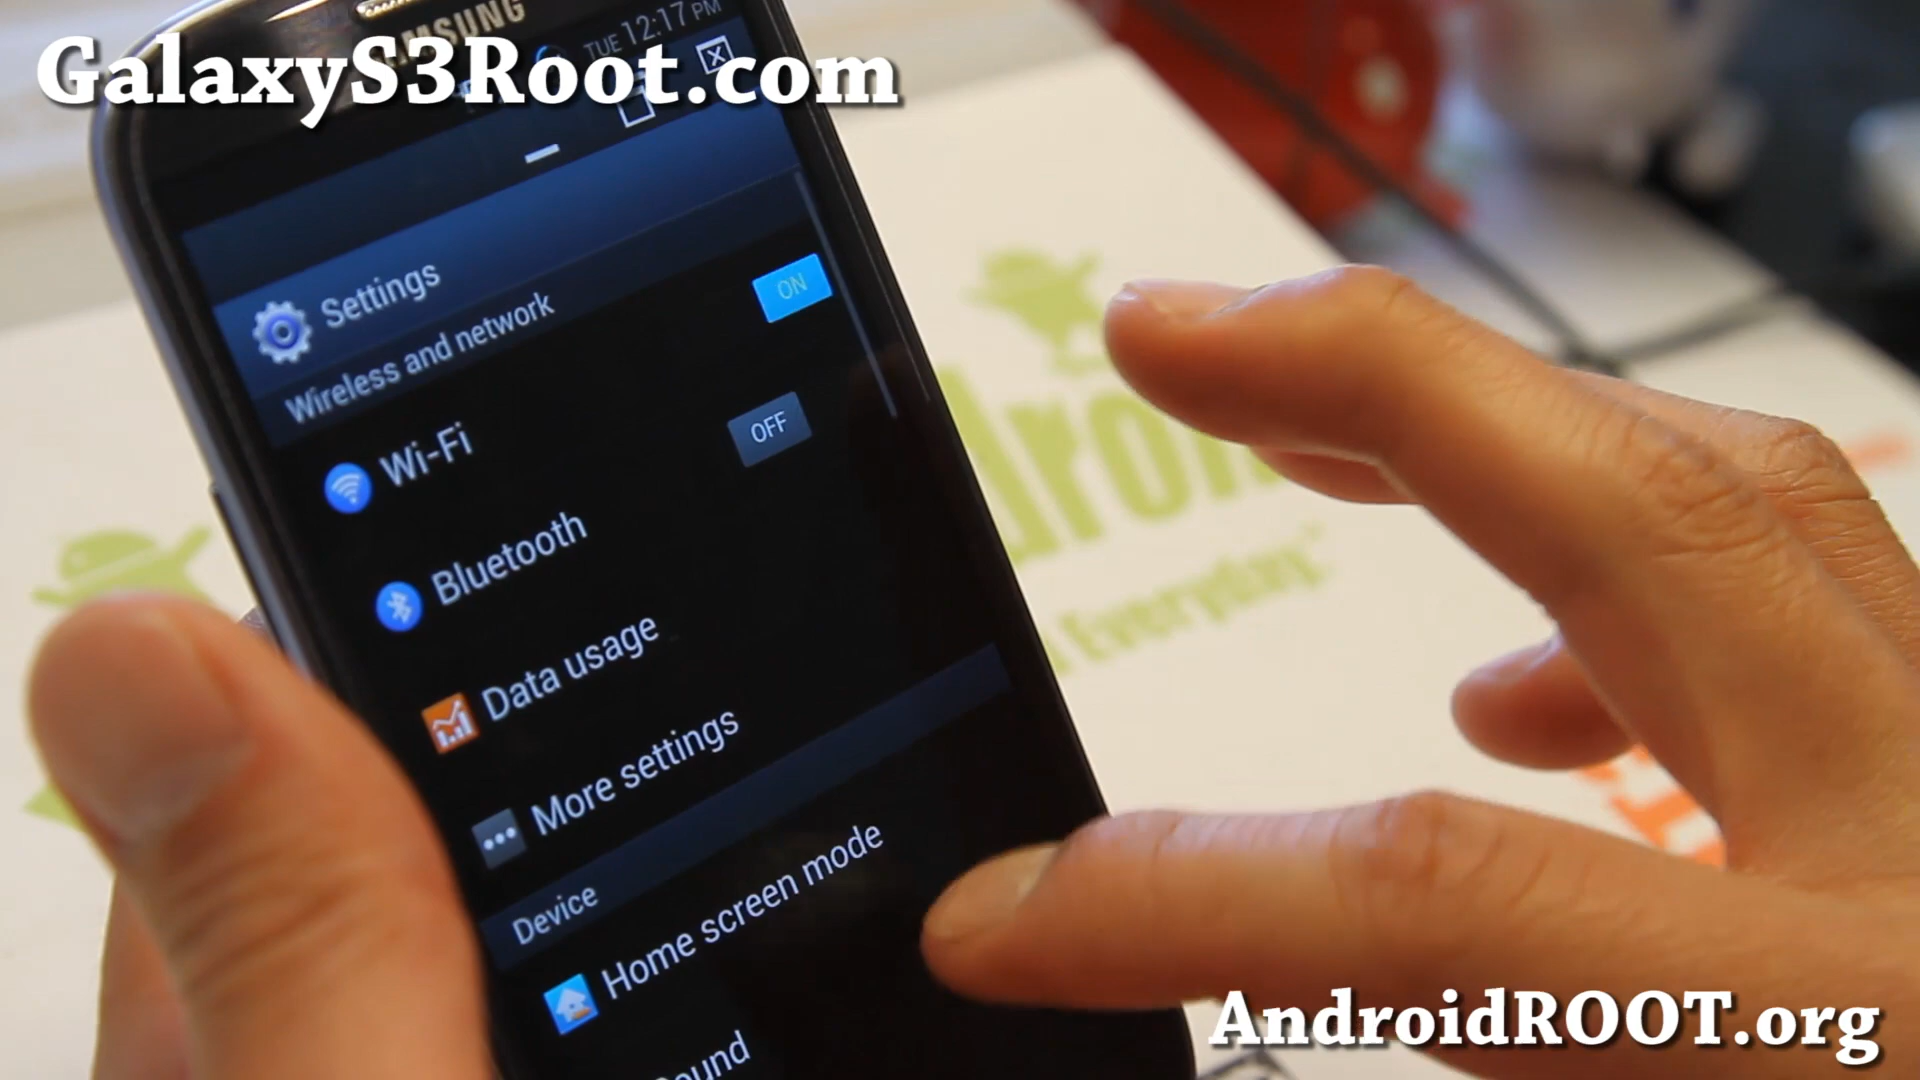 GalaxyS3Root.com
SAMSUNG
TUE 12:17 PM
Settings
Wireless and network
Wi-Fi
ON
Bluetooth
OFF
Data usage
More settings
Device
Home screen mode
Everyday.
AndroidROOT.org